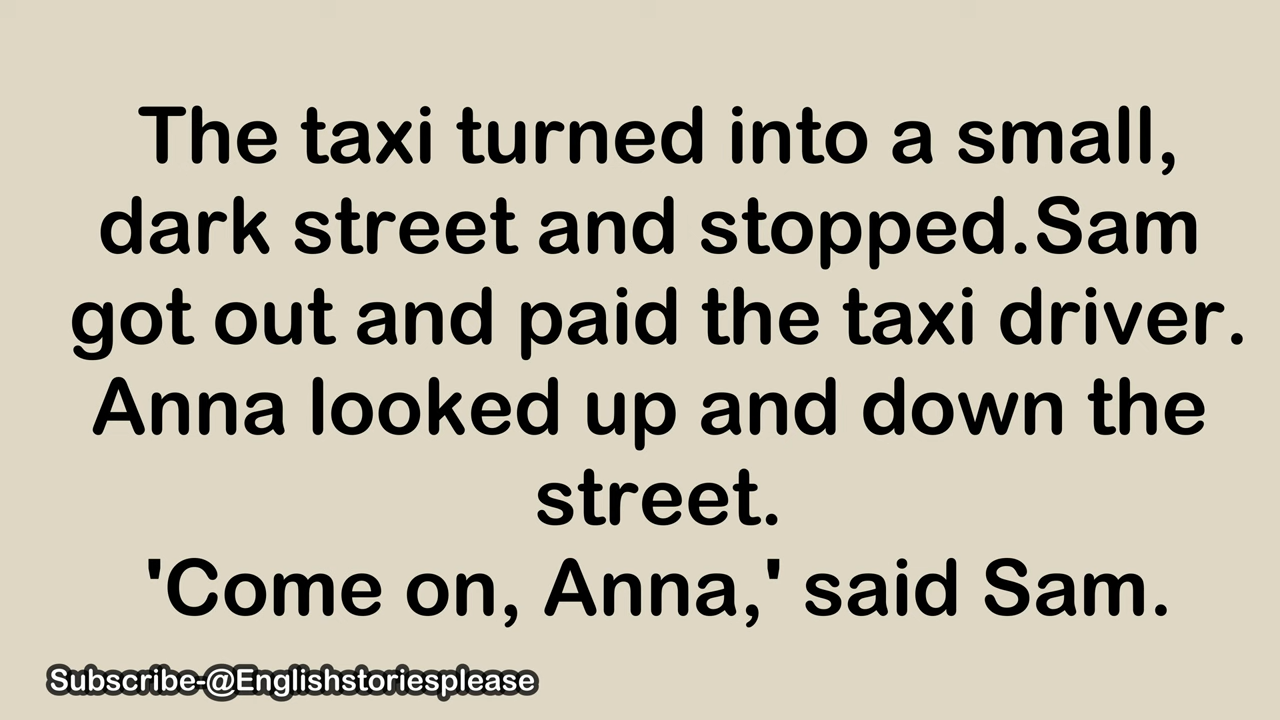 The taxi turned into a small,
dark street and stopped.Sam
got out and paid the taxi driver.
Anna looked up and down the
street.
'Come on, Anna,' said Sam.
Subscribe-@Englishstoriesplease